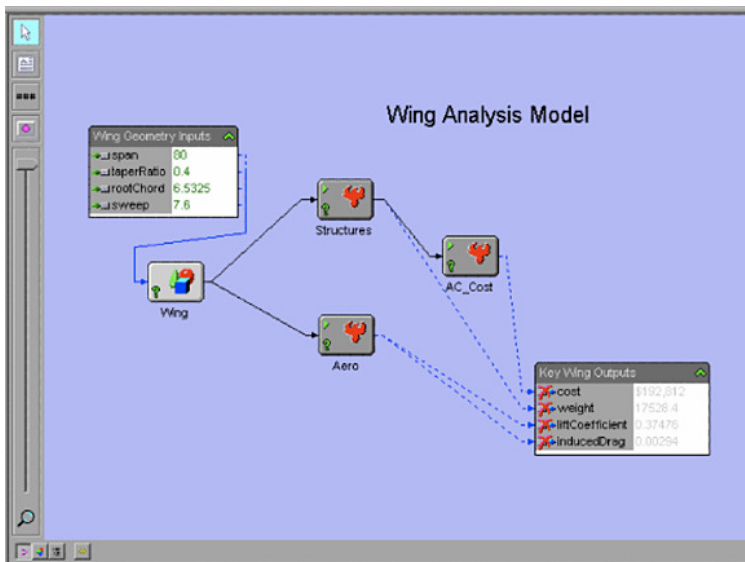 Wing Analysis Model
Wing Geometry Inputs
span 80
taperRatio 0.4
rootChord 6.5325
sweep 7.6
Structures
AC_Cost
Wing
Aero
Key Wing Outputs
cost $192,812
weight 17528.4
liftCoefficient 0.37476
inducedDrag 0.00294